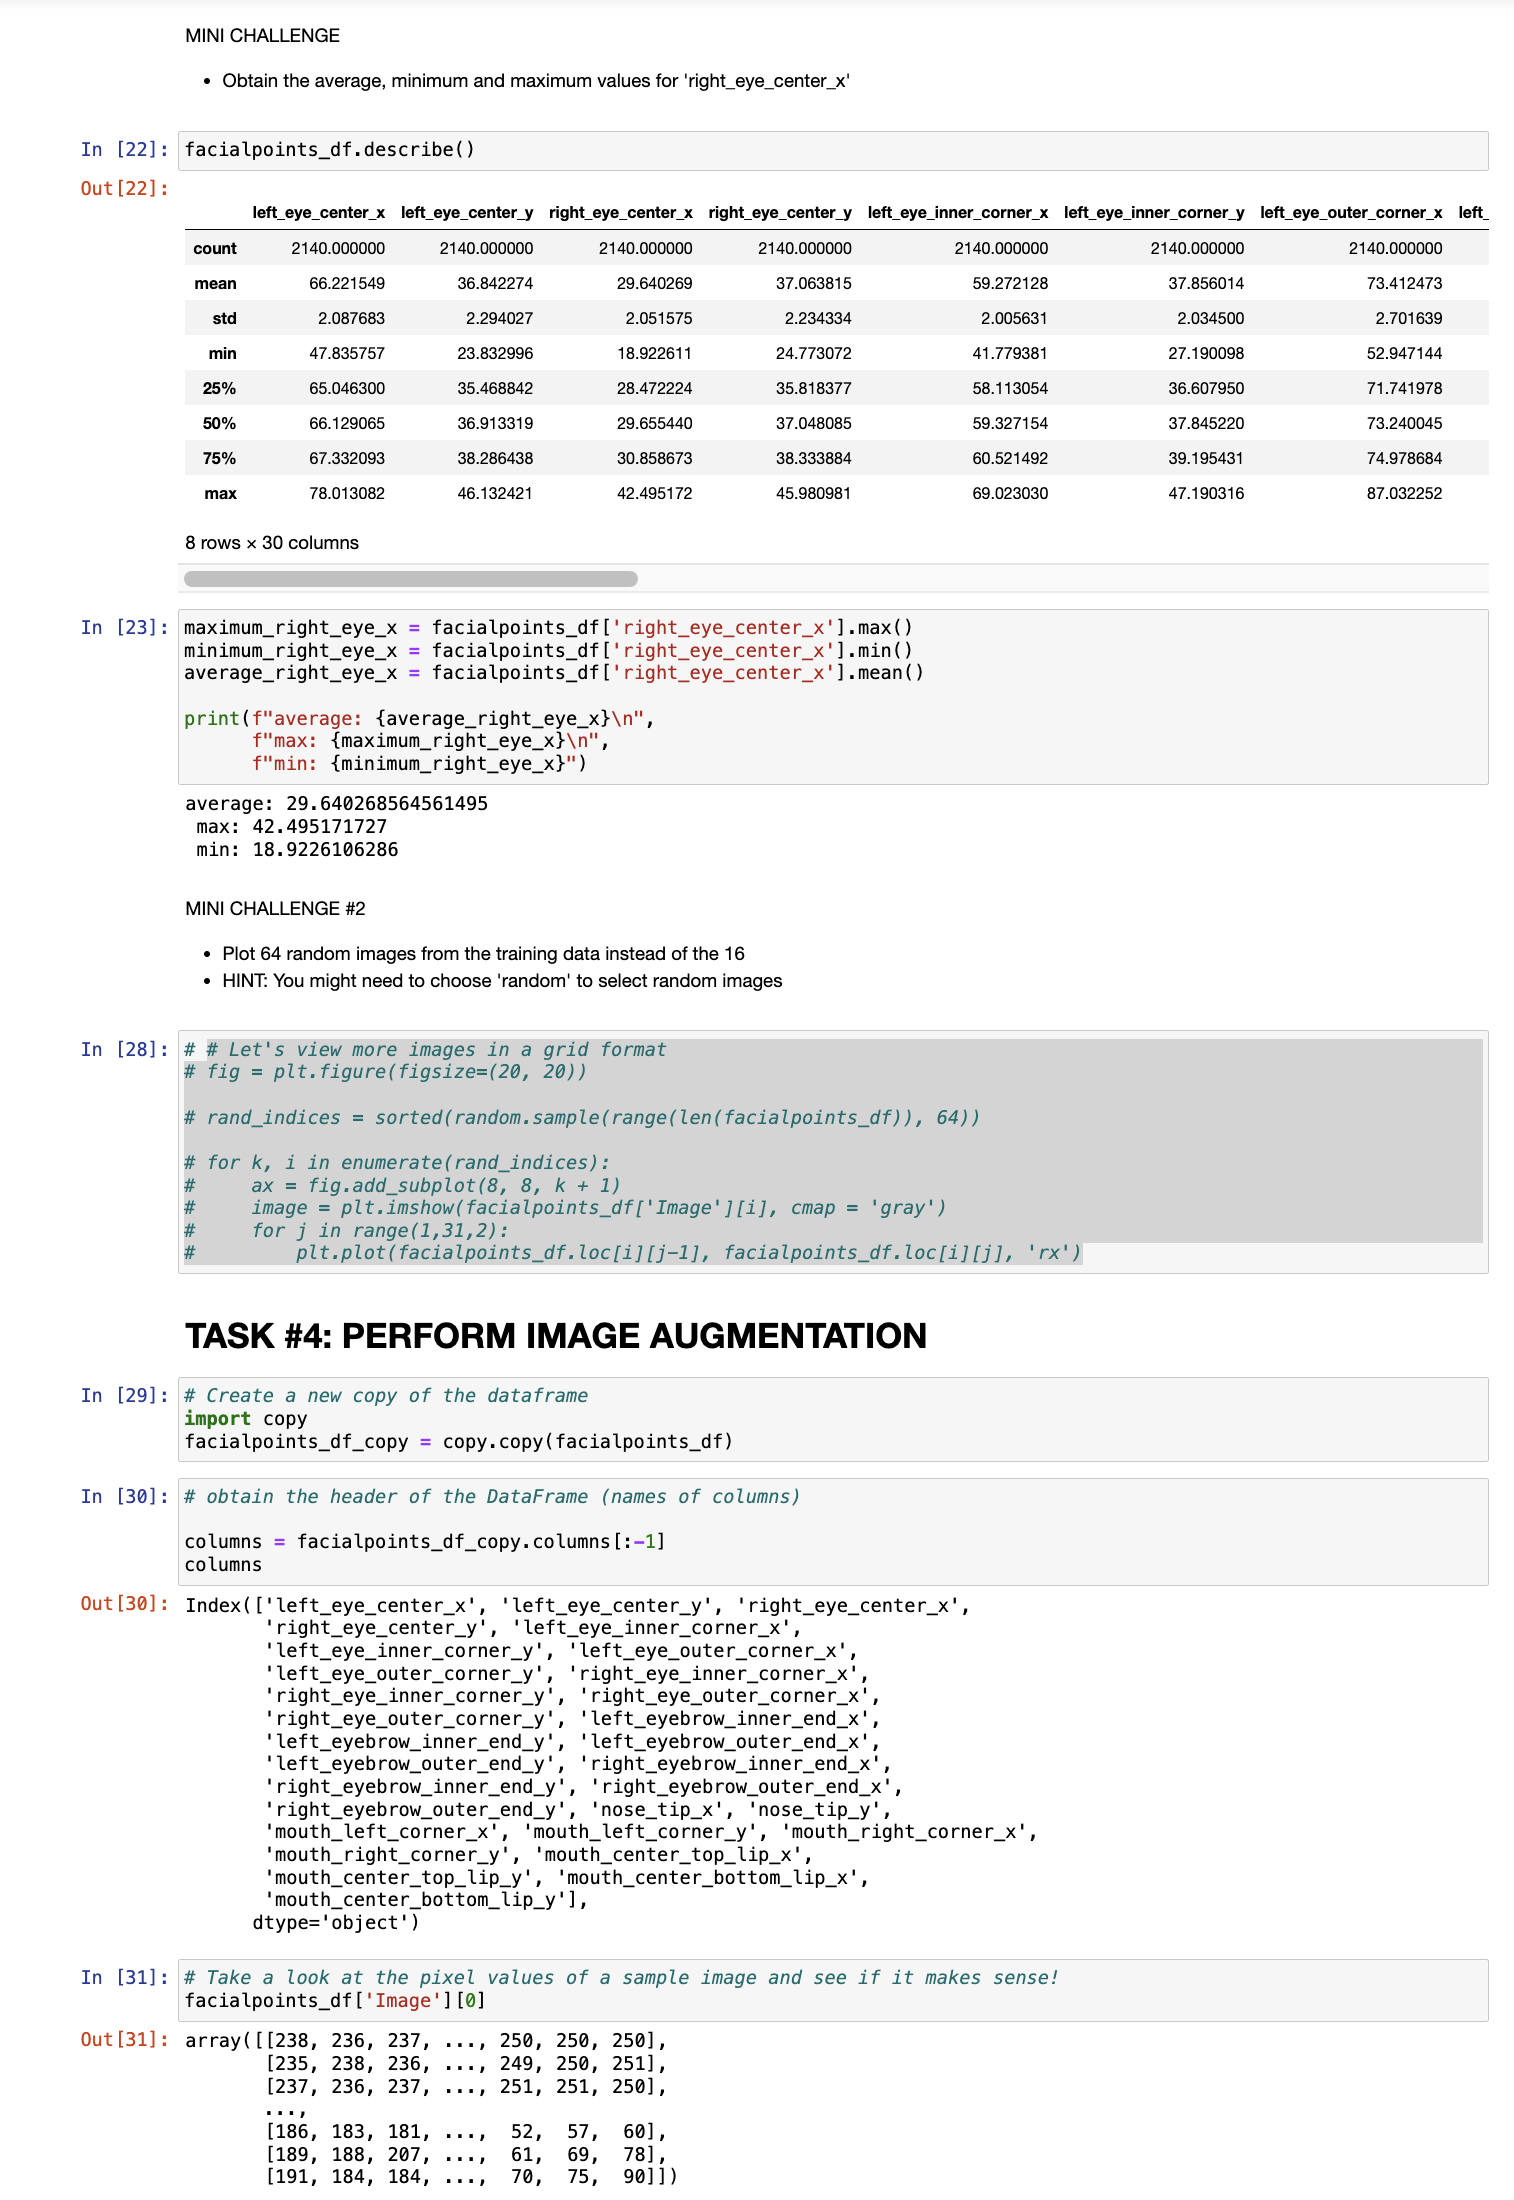 MINI CHALLENGE
• Obtain the average, minimum and maximum values for 'right_eye_center_x'
In [22]: facialpoints_df.describe()
Out[22]:
left_eye_center_x left_eye_center_y right_eye_center_x right_eye_center_y left_eye_inner_corner_x left_eye_inner_corner_y left_eye_outer_corner_x left_
count 2140.000000 2140.000000 2140.000000 2140.000000 2140.000000 2140.000000 2140.000000
mean 66.221549 36.842274 29.640269 37.063815 59.272128 37.856014 73.412473
std 2.087683 2.294027 2.051575 2.234334 2.005631 2.034500 2.701639
min 47.835757 23.832996 18.922611 24.773072 41.779381 27.190098 52.947144
25% 65.046300 35.468842 28.472224 35.818377 58.113054 36.607950 71.741978
50% 66.129065 36.913319 29.655440 37.048085 59.327154 37.845220 73.240045
75% 67.332093 38.286438 30.858673 38.333884 60.521492 39.195431 74.978684
max 78.013082 46.132421 42.495172 45.980981 69.023030 47.190316 87.032252
8 rows × 30 columns
In [23]: maximum_right_eye_x = facialpoints_df['right_eye_center_x'].max()
minimum_right_eye_x = facialpoints_df['right_eye_center_x'].min()
average_right_eye_x = facialpoints_df['right_eye_center_x'].mean()
print(f"average: {average_right_eye_x}\n",
f"max: {maximum_right_eye_x}\n",
f"min: {minimum_right_eye_x}")
average: 29.640268564561495
max: 42.495171727
min: 18.9226106286
MINI CHALLENGE #2
• Plot 64 random images from the training data instead of the 16
• HINT: You might need to choose 'random' to select random images
In [28]: # # Let's view more images in a grid format
# fig = plt.figure(figsize=(20, 20))
# rand_indices = sorted(random.sample(range(len(facialpoints_df)), 64))
# for k, i in enumerate(rand_indices):
#     ax = fig.add_subplot(8, 8, k + 1)
#     image = plt.imshow(facialpoints_df['Image'][i], cmap = 'gray')
#     for j in range(1,31,2):
#         plt.plot(facialpoints_df.loc[i][j-1], facialpoints_df.loc[i][j], 'rx')
TASK #4: PERFORM IMAGE AUGMENTATION
In [29]: # Create a new copy of the dataframe
import copy
facialpoints_df_copy = copy.copy(facialpoints_df)
In [30]: # obtain the header of the DataFrame (names of columns)
columns = facialpoints_df_copy.columns[:-1]
columns
Out[30]: Index(['left_eye_center_x', 'left_eye_center_y', 'right_eye_center_x',
'right_eye_center_y', 'left_eye_inner_corner_x',
'left_eye_inner_corner_y', 'left_eye_outer_corner_x',
'left_eye_outer_corner_y', 'right_eye_inner_corner_x',
'right_eye_inner_corner_y', 'right_eye_outer_corner_x',
'right_eye_outer_corner_y', 'left_eyebrow_inner_end_x',
'left_eyebrow_inner_end_y', 'left_eyebrow_outer_end_x',
'left_eyebrow_outer_end_y', 'right_eyebrow_inner_end_x',
'right_eyebrow_inner_end_y', 'right_eyebrow_outer_end_x',
'right_eyebrow_outer_end_y', 'nose_tip_x', 'nose_tip_y',
'mouth_left_corner_x', 'mouth_left_corner_y', 'mouth_right_corner_x',
'mouth_right_corner_y', 'mouth_center_top_lip_x',
'mouth_center_top_lip_y', 'mouth_center_bottom_lip_x',
'mouth_center_bottom_lip_y'],
dtype='object')
In [31]: # Take a look at the pixel values of a sample image and see if it makes sense!
facialpoints_df['Image'][0]
Out[31]: array([[238, 236, 237, ..., 250, 250, 250],
[235, 238, 236, ..., 249, 250, 251],
[237, 236, 237, ..., 251, 251, 250],
...,
[186, 183, 181, ..., 52, 57, 60],
[189, 188, 207, ..., 61, 69, 78],
[191, 184, 184, ..., 70, 75, 90]])